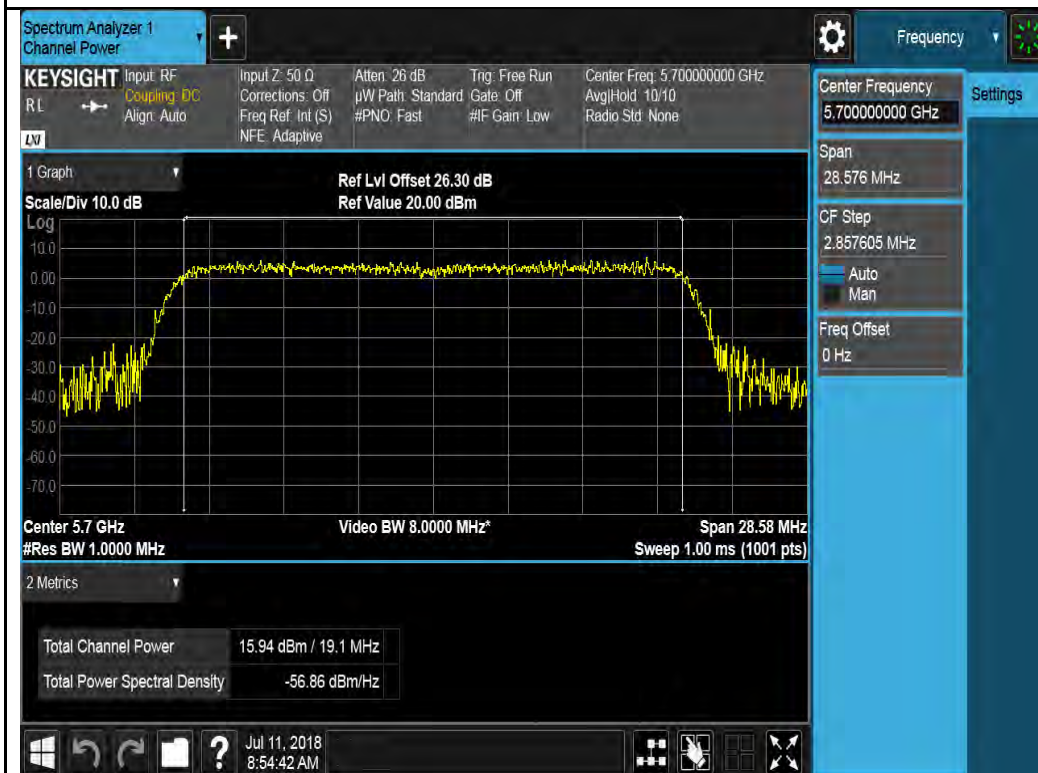 Spectrum Analyzer 1
Channel Power
+
Frequency
KEYSIGHT
R L
LXI
Input: RF
Coupling: DC
Align: Auto
Input Z: 50 Ω
Corrections: Off
Freq Ref: Int (S)
NFE: Adaptive
Atten: 26 dB
µW Path: Standard
#PNO: Fast
Trig: Free Run
Gate: Off
#IF Gain: Low
Center Freq: 5.700000000 GHz
Avg|Hold: 10/10
Radio Std: None
Center Frequency
5.700000000 GHz
Settings
Span
28.576 MHz
CF Step
2.857605 MHz
Auto
Man
Freq Offset
0 Hz
1 Graph
Scale/Div 10.0 dB
Ref Lvl Offset 26.30 dB
Ref Value 20.00 dBm
Log
10.0
0.00
-10.0
-20.0
-30.0
-40.0
-50.0
-60.0
-70.0
Center 5.7 GHz
#Res BW 1.0000 MHz
Video BW 8.0000 MHz*
Span 28.58 MHz
Sweep 1.00 ms (1001 pts)
2 Metrics
Total Channel Power 15.94 dBm / 19.1 MHz
Total Power Spectral Density -56.86 dBm/Hz
?
Jul 11, 2018
8:54:42 AM